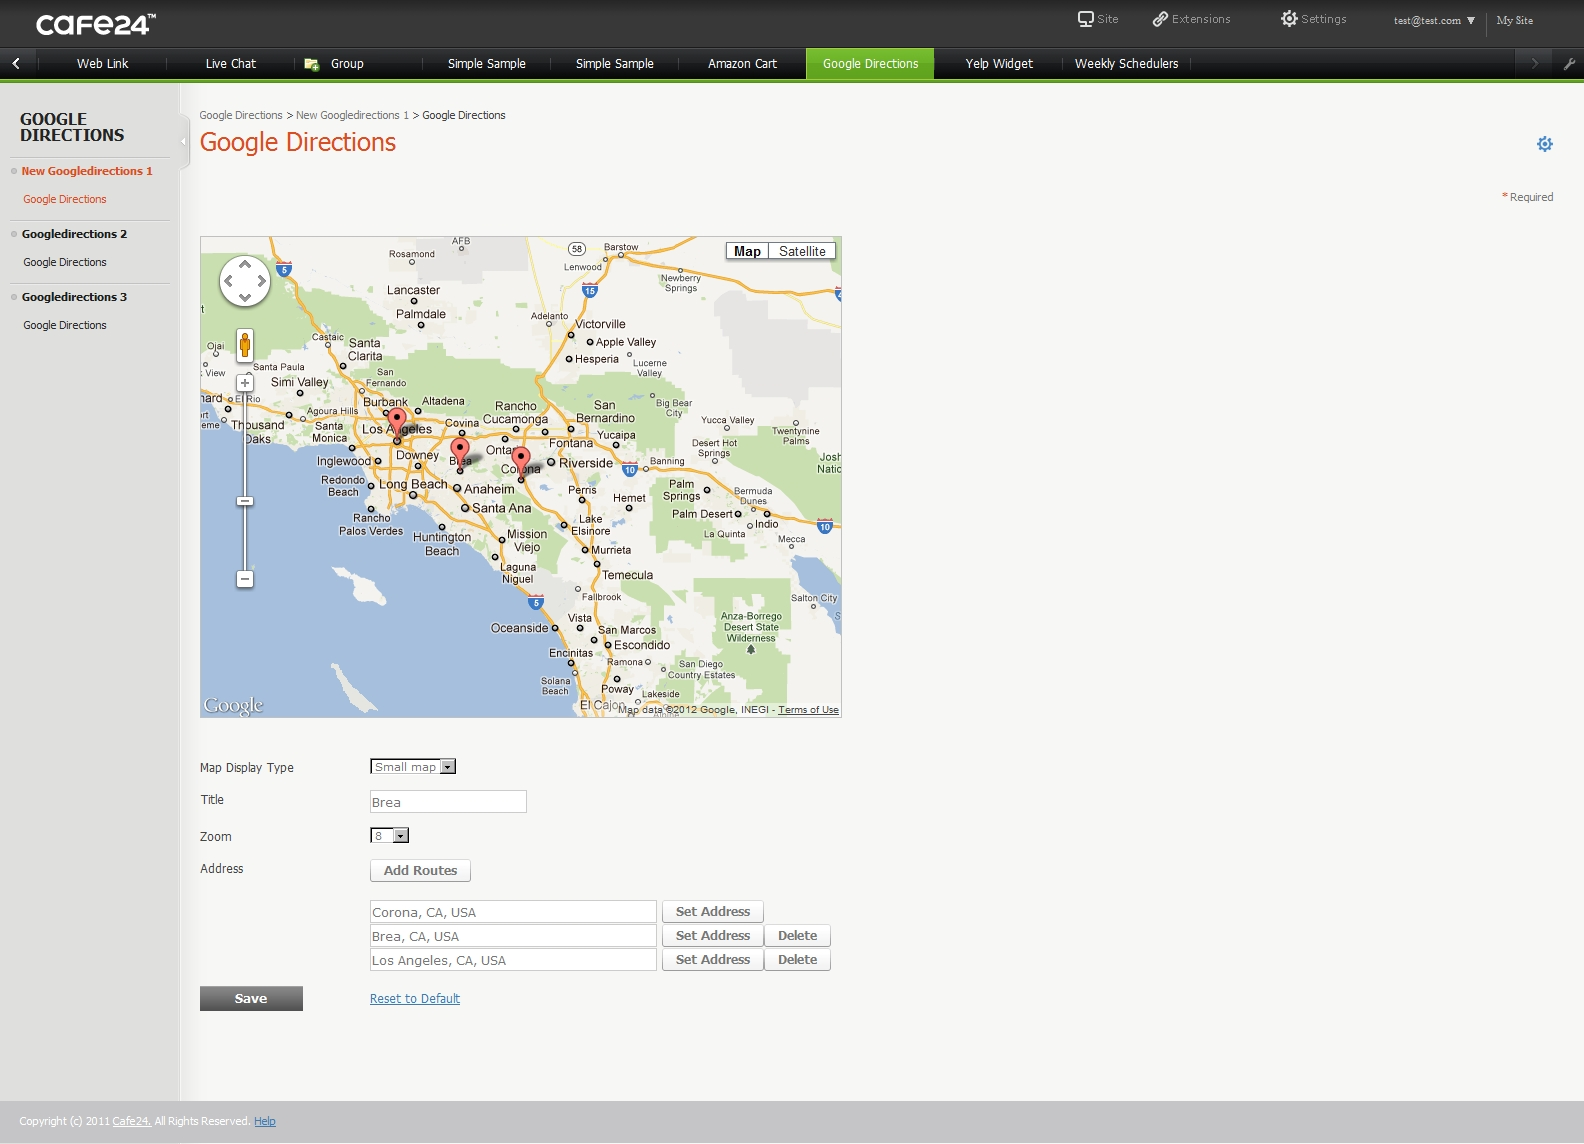 cafe24™
Site
Extensions
Settings
test@test.com ▼
My Site
Web Link
Live Chat
Group
Simple Sample
Simple Sample
Amazon Cart
Google Directions
Yelp Widget
Weekly Schedulers
GOOGLE
DIRECTIONS
New Googledirections 1
Google Directions
Googledirections 2
Google Directions
Googledirections 3
Google Directions
Google Directions > New Googledirections 1 > Google Directions
Google Directions
* Required
Map
Satellite
AFB
Rosamond
58
Barstow
Lenwood
5
Newberry
Springs
15
Lancaster
Palmdale
Adelanto
Victorville
Apple Valley
Hesperia
Lucerne
Valley
Castaic
Santa
Clarita
Ojai
View
Santa Paula
San
Fernando
Simi Valley
El Rio
Agoura Hills
Thousand
Oaks
Santa
Monica
Burbank
Altadena
Los Angeles
Covina
Rancho
Cucamonga
San
Bernardino
Big Bear
City
Yucca Valley
Twentynine
Palms
Desert Hot
Springs
Yucaipa
Fontana
Brea
Corona
Riverside
10
Banning
Inglewood
Downey
Redondo
Beach
Long Beach
Anaheim
Santa Ana
Perris
Hemet
Palm
Springs
Bermuda
Dunes
Palm Desert
Indio
La Quinta
10
Mecca
Rancho
Palos Verdes
Huntington
Beach
Mission
Viejo
Lake
Elsinore
Murrieta
Laguna
Niguel
Temecula
Fallbrook
5
Salton City
Oceanside
Vista
San Marcos
Escondido
Anza-Borrego
Desert State
Wilderness
Encinitas
Ramona
San Diego
Country Estates
Solana
Beach
Poway
Lakeside
El Cajon
Google
Map data ©2012 Google, INEGI - Terms of Use
Map Display Type
Small map
Title
Brea
Zoom
8
Address
Add Routes
Corona, CA, USA
Set Address
Brea, CA, USA
Set Address
Delete
Los Angeles, CA, USA
Set Address
Delete
Save
Reset to Default
Copyright (c) 2011 Cafe24. All Rights Reserved. Help